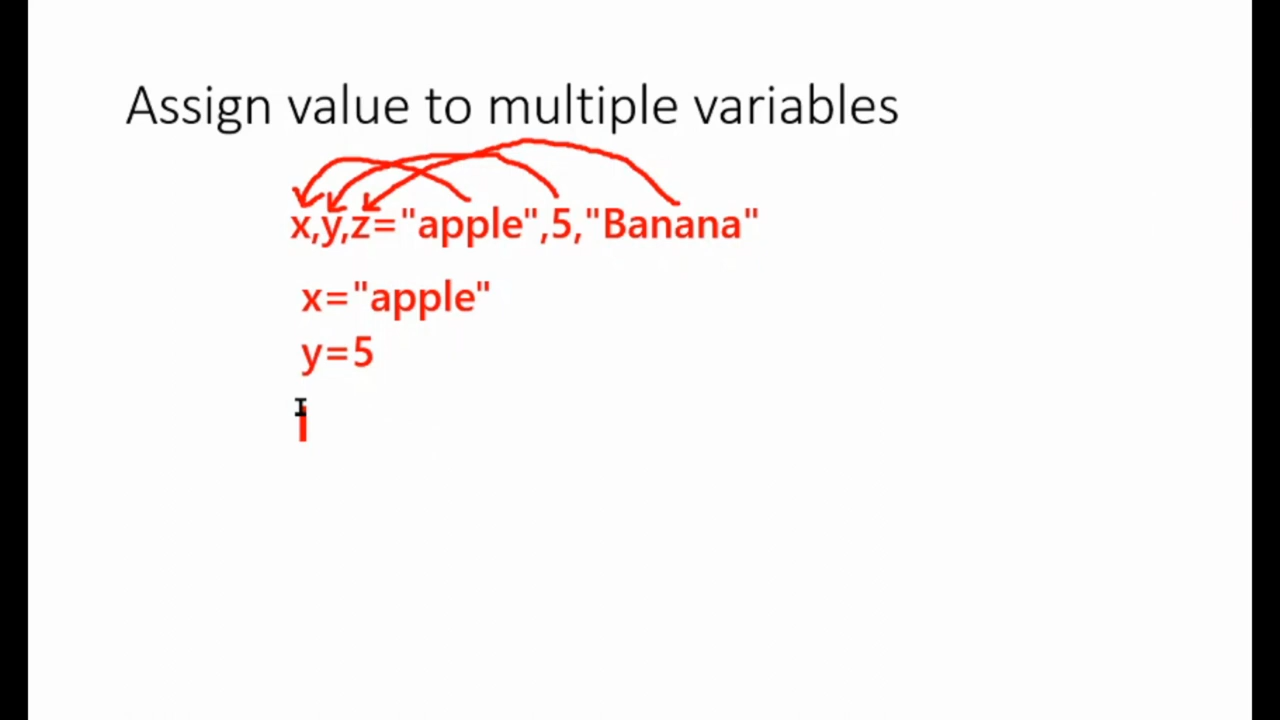 Assign value to multiple variables
x,y,z="apple",5,"Banana"
x="apple"
y=5